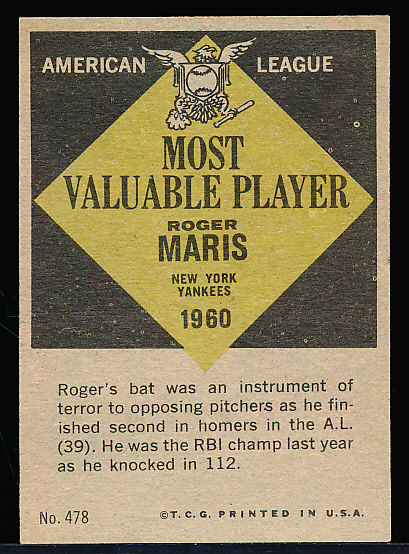 AMERICAN LEAGUE
MOST
VALUABLE PLAYER
ROGER
MARIS
NEW YORK
YANKEES
1960
Roger's bat was an instrument of
terror to opposing pitchers as he fin-
ished second in homers in the A.L.
(39). He was the RBI champ last year
as he knocked in 112.
No. 478 ©T.C.G. PRINTED IN U.S.A.